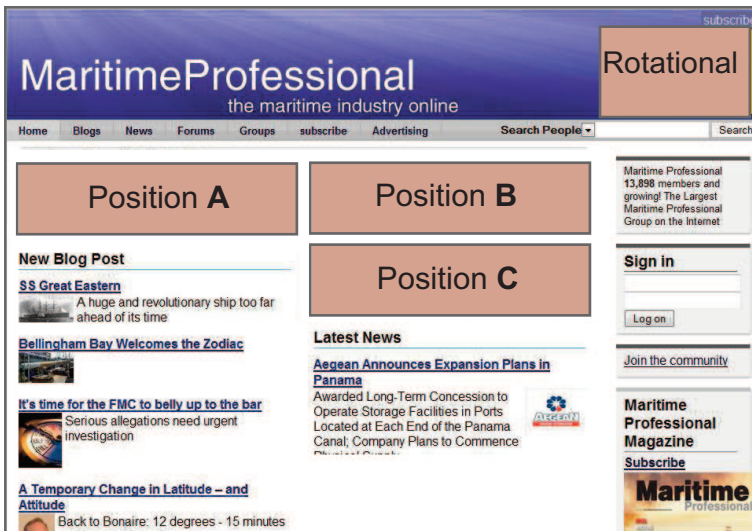 subscribe
MaritimeProfessional
the maritime industry online
Rotational
Home Blogs News Forums Groups subscribe Advertising Search People Search
Position A
Position B
Position C
New Blog Post
SS Great Eastern
A huge and revolutionary ship too far
ahead of its time
Bellingham Bay Welcomes the Zodiac
It's time for the FMC to belly up to the bar
Serious allegations need urgent
investigation
A Temporary Change in Latitude – and
Attitude
Back to Bonaire: 12 degrees - 15 minutes
Latest News
Aegean Announces Expansion Plans in
Panama
Awarded Long-Term Concession to
Operate Storage Facilities in Ports
Located at Each End of the Panama
Canal; Company Plans to Commence
Physical Supply
AEGEAN
Maritime Professional
13,898 members and
growing! The Largest
Maritime Professional
Group on the Internet
Sign in
Log on
Join the community
Maritime
Professional
Magazine
Subscribe
Maritime
Professional